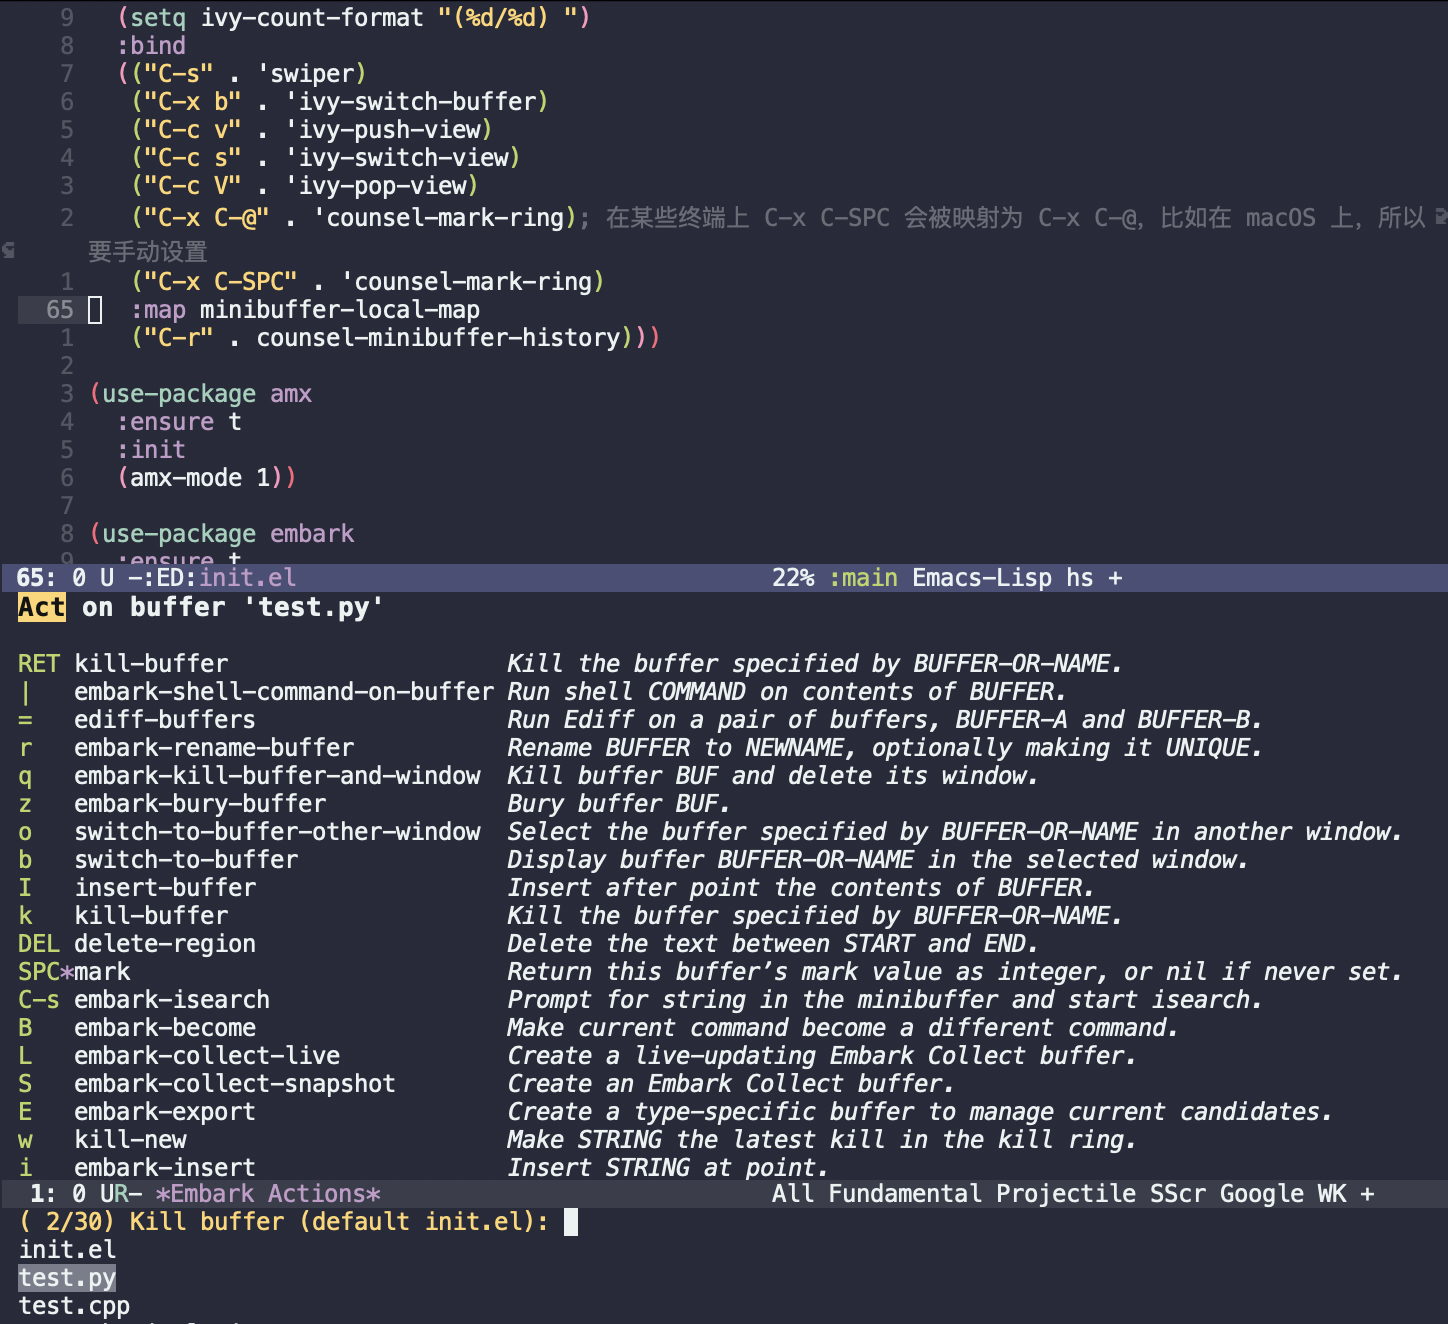 9 (setq ivy-count-format "(%d/%d) ")
8 :bind
7 (("C-s" . 'swiper)
6 ("C-x b" . 'ivy-switch-buffer)
5 ("C-c v" . 'ivy-push-view)
4 ("C-c s" . 'ivy-switch-view)
3 ("C-c V" . 'ivy-pop-view)
2 ("C-x C-@" . 'counsel-mark-ring); 在某些终端上 C-x C-SPC 会被映射为 C-x C-@，比如在 macOS 上，所以
要手动设置
1 ("C-x C-SPC" . 'counsel-mark-ring)
65 :map minibuffer-local-map
1 ("C-r" . counsel-minibuffer-history)))
2
3 (use-package amx
4 :ensure t
5 :init
6 (amx-mode 1))
7
8 (use-package embark
9 :ensure t
65: 0 U -:ED:init.el 22% :main Emacs-Lisp hs +
Act on buffer 'test.py'
RET kill-buffer Kill the buffer specified by BUFFER-OR-NAME.
| embark-shell-command-on-buffer Run shell COMMAND on contents of BUFFER.
= ediff-buffers Run Ediff on a pair of buffers, BUFFER-A and BUFFER-B.
r embark-rename-buffer Rename BUFFER to NEWNAME, optionally making it UNIQUE.
q embark-kill-buffer-and-window Kill buffer BUF and delete its window.
z embark-bury-buffer Bury buffer BUF.
o switch-to-buffer-other-window Select the buffer specified by BUFFER-OR-NAME in another window.
b switch-to-buffer Display buffer BUFFER-OR-NAME in the selected window.
I insert-buffer Insert after point the contents of BUFFER.
k kill-buffer Kill the buffer specified by BUFFER-OR-NAME.
DEL delete-region Delete the text between START and END.
SPC*mark Return this buffer’s mark value as integer, or nil if never set.
C-s embark-isearch Prompt for string in the minibuffer and start isearch.
B embark-become Make current command become a different command.
L embark-collect-live Create a live-updating Embark Collect buffer.
S embark-collect-snapshot Create an Embark Collect buffer.
E embark-export Create a type-specific buffer to manage current candidates.
w kill-new Make STRING the latest kill in the kill ring.
i embark-insert Insert STRING at point.
1: 0 UR- *Embark Actions* All Fundamental Projectile SScr Google WK +
( 2/30) Kill buffer (default init.el):
init.el
test.py
test.cpp